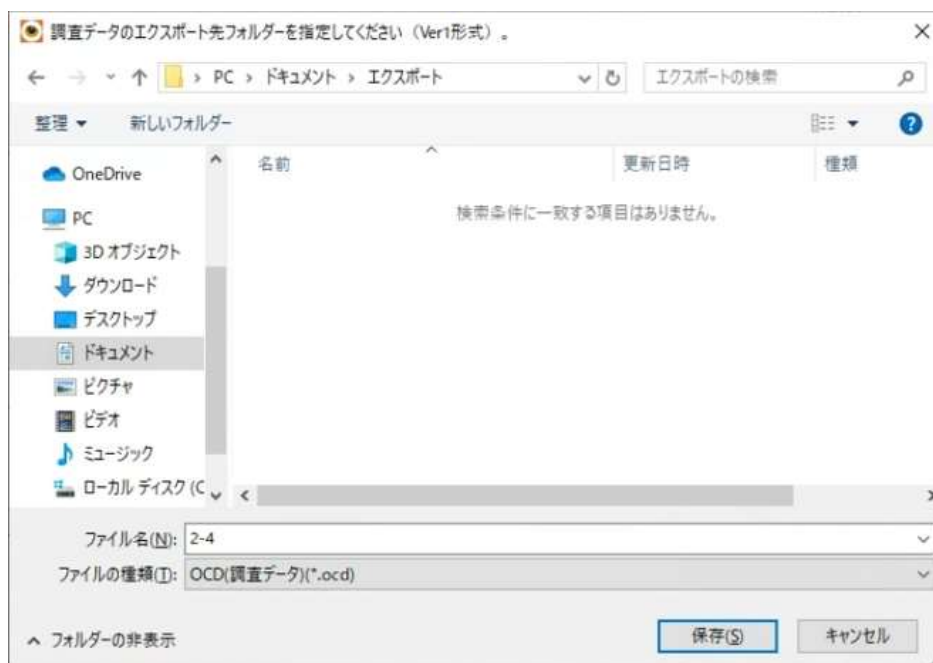 調査データのエクスポート先フォルダーを指定してください（Ver1形式）。
PC › ドキュメント › エクスポート
エクスポートの検索
整理
新しいフォルダー
名前 更新日時 種類
検索条件に一致する項目はありません。
OneDrive
PC
3D オブジェクト
ダウンロード
デスクトップ
ドキュメント
ピクチャ
ビデオ
ミュージック
ローカル ディスク (C
ファイル名(N): 2-4
ファイルの種類(T): OCD(調査データ)(*.ocd)
フォルダーの非表示
保存(S)
キャンセル